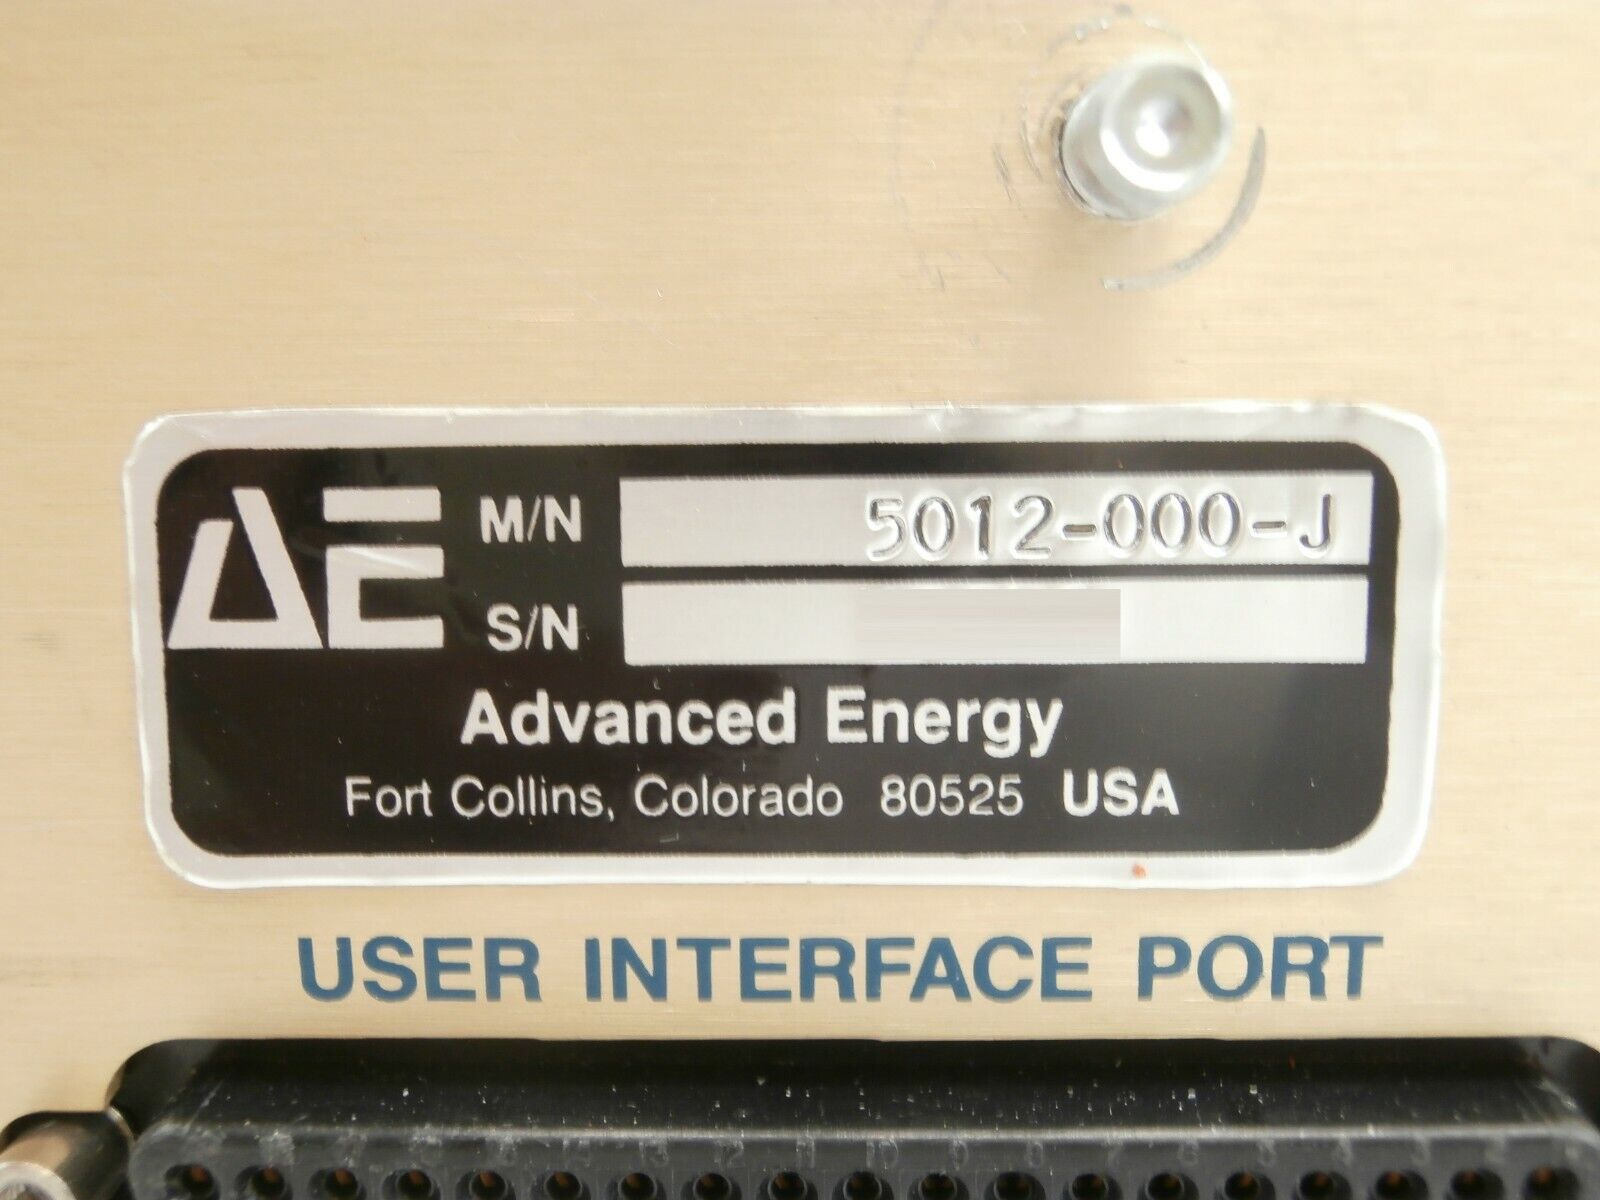 AE M/N 5012-000-J
S/N
Advanced Energy
Fort Collins, Colorado 80525 USA
USER INTERFACE PORT